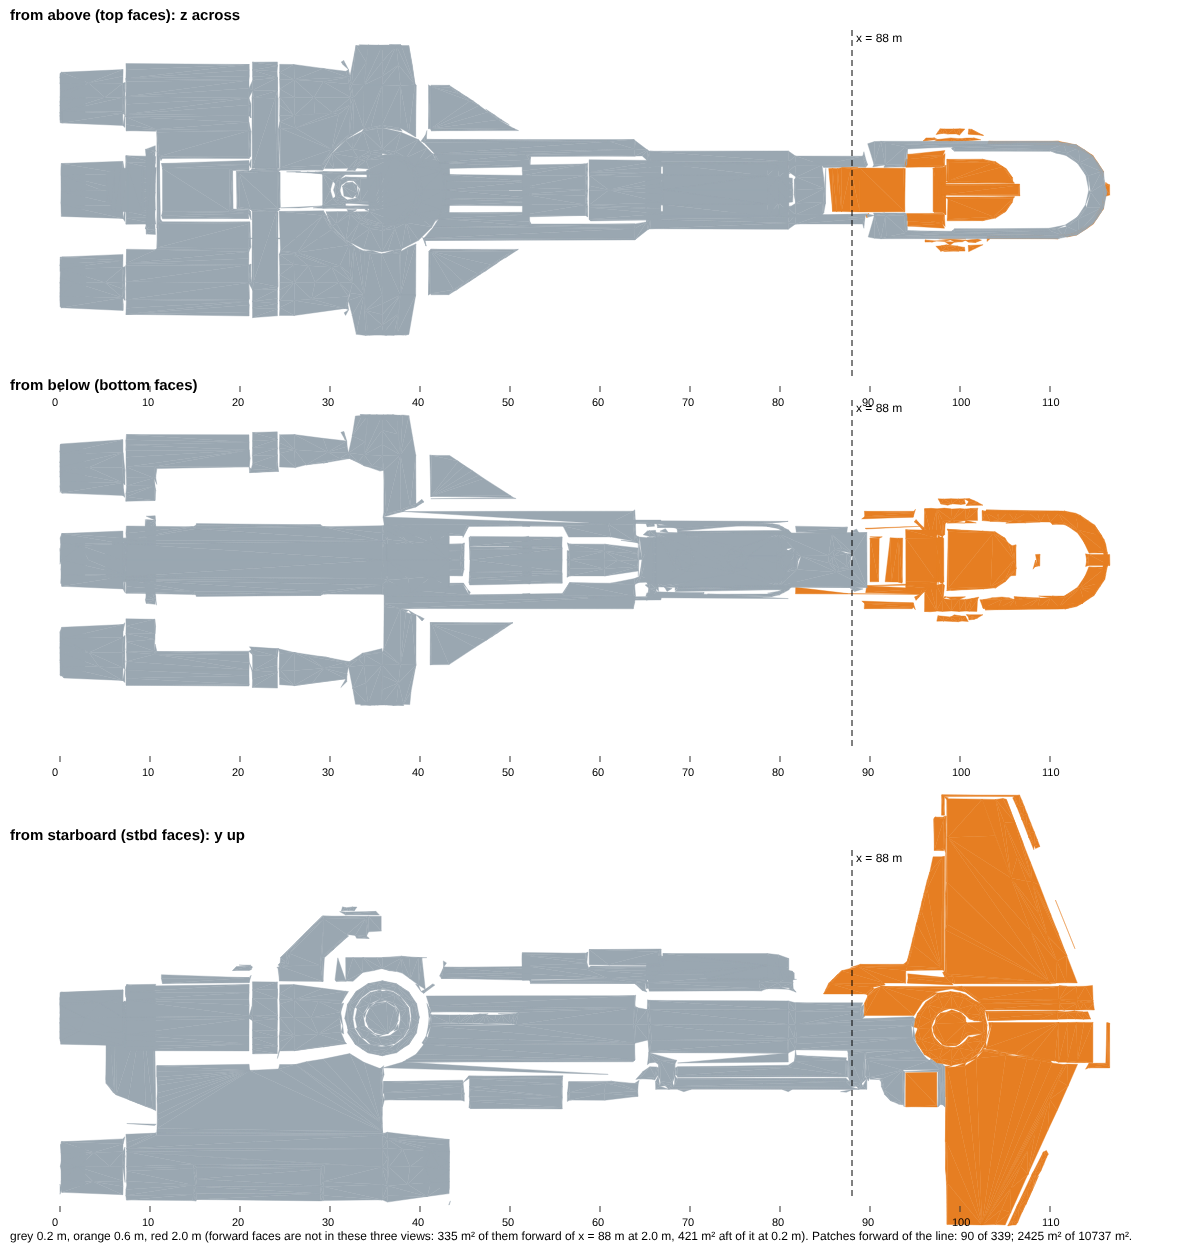 from above (top faces): z across
x = 88 m
from below (bottom faces)
0 10 20 30 40 50 60 70 80 90 100 110
x = 88 m
0 10 20 30 40 50 60 70 80 90 100 110
from starboard (stbd faces): y up
x = 88 m
0 10 20 30 40 50 60 70 80 90 100 110
grey 0.2 m, orange 0.6 m, red 2.0 m (forward faces are not in these three views: 335 m² of them forward of x = 88 m at 2.0 m, 421 m² aft of it at 0.2 m). Patches forward of the line: 90 of 339; 2425 m² of 10737 m².